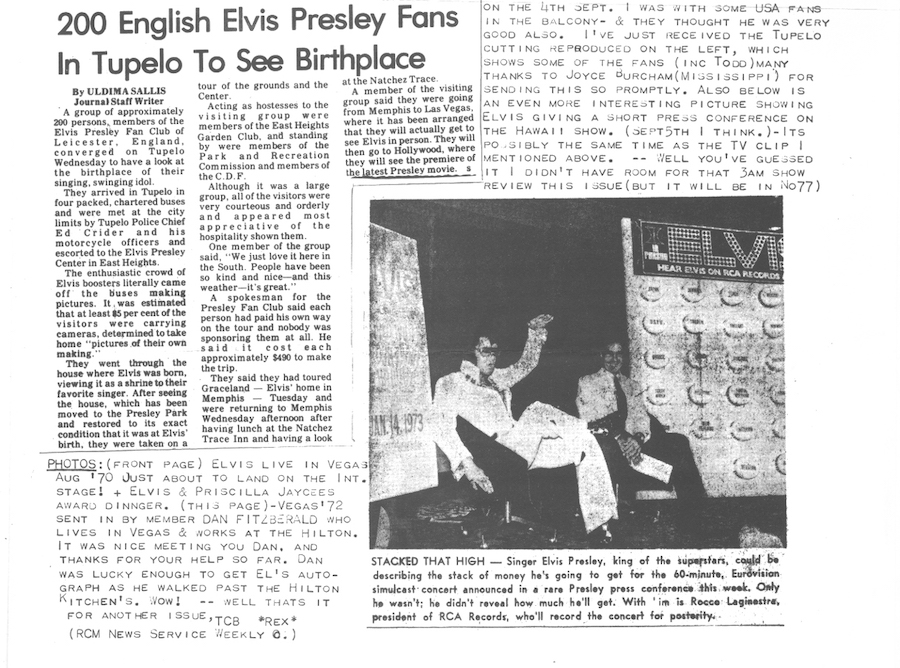 200 English Elvis Presley Fans
In Tupelo To See Birthplace
By ULDIMA SALLIS
Journal Staff Writer
A group of approximately
200 persons, members of the
Elvis Presley Fan Club of
Leicester, England,
converged on Tupelo
Wednesday to have a look at
the birthplace of their
singing, swinging idol.
They arrived in Tupelo in
four packed, chartered buses
and were met at the city
limits by Tupelo Police Chief
Ed Crider and his
motorcycle officers and
escorted to the Elvis Presley
Center in East Heights.
The enthusiastic crowd of
Elvis boosters literally came
off the buses making
pictures. It was estimated
that at least 85 per cent of the
visitors were carrying
cameras, determined to take
home "pictures of their own
making."
They went through the
house where Elvis was born,
viewing it as a shrine to their
favorite singer. After seeing
the house, which has been
moved to the Presley Park
and restored to its exact
condition that it was at Elvis'
birth, they were taken on a
tour of the grounds and the
Center.
Acting as hostesses to the
visiting group were
members of the East Heights
Garden Club, and standing
by were members of the
Park and Recreation
Commission and members of
the C.D.F.
Although it was a large
group, all of the visitors were
very courteous and orderly
and appeared most
appreciative of the
hospitality shown them.
One member of the group
said, "We just love it here in
the South. People have been
so kind and nice—and this
weather—it's great."
A spokesman for the
Presley Fan Club said each
person had paid his own way
on the tour and nobody was
sponsoring them at all. He
said it cost each
approximately $490 to make
the trip.
They said they had toured
Graceland — Elvis' home in
Memphis — Tuesday and
were returning to Memphis
Wednesday afternoon after
having lunch at the Natchez
Trace Inn and having a look
at the Natchez Trace.
A member of the visiting
group said they were going
from Memphis to Las Vegas,
where it has been arranged
that they will actually get to
see Elvis in person. They will
then go to Hollywood, where
they will see the premiere of
the latest Presley movie. s
ON THE 4TH SEPT. I WAS WITH SOME USA FANS
IN THE BALCONY- & THEY THOUGHT HE WAS VERY
GOOD ALSO. I'VE JUST RECEIVED THE TUPELO
CUTTING REPRODUCED ON THE LEFT, WHICH
SHOWS SOME OF THE FANS (INC TODD)MANY
THANKS TO JOYCE BURCHAM(MISSISSIPPI) FOR
SENDING THIS SO PROMPTLY. ALSO BELOW IS
AN EVEN MORE INTERESTING PICTURE SHOWING
ELVIS GIVING A SHORT PRESS CONFERENCE ON
THE HAWAII SHOW. (SEPT5TH I THINK.)-ITS
POSSIBLY THE SAME TIME AS THE TV CLIP I
MENTIONED ABOVE. -- WELL YOU'VE GUESSED
IT I DIDN'T HAVE ROOM FOR THAT 3AM SHOW
REVIEW THIS ISSUE(BUT IT WILL BE IN No77)
ELVIS
HEAR ELVIS ON RCA RECORDS
JAN.14.1973
PHOTOS:(FRONT PAGE) ELVIS LIVE IN VEGAS
AUG '70 JUST ABOUT TO LAND ON THE INT.
STAGE! + ELVIS & PRISCILLA JAYCEES
AWARD DINNGER. (THIS PAGE)-VEGAS'72
SENT IN BY MEMBER DAN FITZBERALD WHO
LIVES IN VEGAS & WORKS AT THE HILTON.
IT WAS NICE MEETING YOU DAN, AND
THANKS FOR YOUR HELP SO FAR. DAN
WAS LUCKY ENOUGH TO GET EL'S AUTO-
GRAPH AS HE WALKED PAST THE HILTON
KITCHEN'S. WOW! -- WELL THATS IT
FOR ANOTHER ISSUE,TCB *REX*
(RCM NEWS SERVICE WEEKLY @.)
STACKED THAT HIGH — Singer Elvis Presley, king of the superstars, could be
describing the stack of money he's going to get for the 60-minute, Eurovision
simulcast concert announced in a rare Presley press conference this week. Only
he wasn't; he didn't reveal how much he'll get. With 'im is Rocco Laginestra,
president of RCA Records, who'll record the concert for posterity.